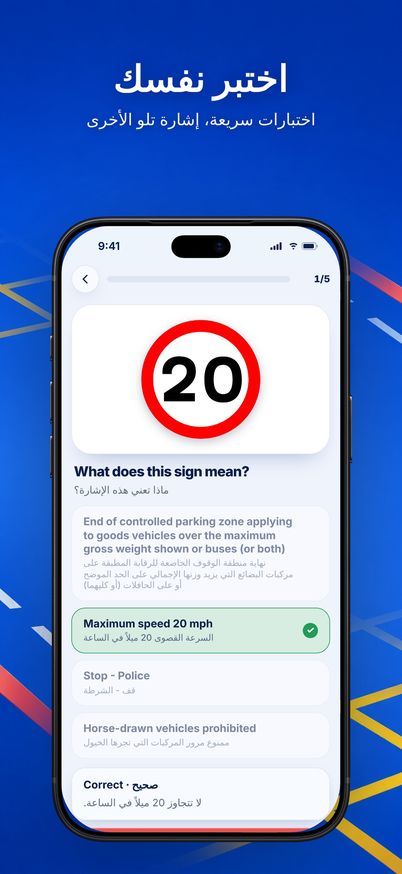 اختبر نفسك
اختبارات سريعة، إشارة تلو الأخرى
9:41
1/5
20
What does this sign mean?
ماذا تعني هذه الإشارة؟
End of controlled parking zone applying
to goods vehicles over the maximum
gross weight shown or buses (or both)
نهاية منطقة الوقوف الخاضعة للرقابة المطبقة على
مركبات البضائع التي يزيد وزنها الإجمالي على الحد الموضح
أو على الحافلات (أو كليهما)
Maximum speed 20 mph
السرعة القصوى 20 ميلاً في الساعة
Stop - Police
قف - الشرطة
Horse-drawn vehicles prohibited
ممنوع مرور المركبات التي تجرها الخيول
Correct · صحيح
لا تتجاوز 20 ميلاً في الساعة.